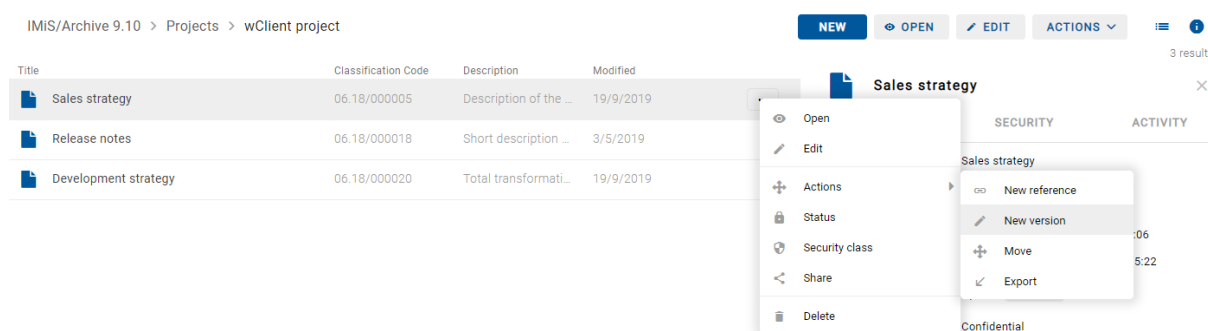 IMiS/Archive 9.10 > Projects > wClient project
NEW OPEN EDIT ACTIONS
3 result
Title Classification Code Description Modified
Sales strategy 06.18/000005 Description of the ... 19/9/2019
Release notes 06.18/000018 Short description ... 3/5/2019
Development strategy 06.18/000020 Total transformati... 19/9/2019
Sales strategy
SECURITY ACTIVITY
Sales strategy
Open
Edit
Actions
Status
Security class
Share
Delete
New reference
New version
Move
Export
:06
5:22
Confidential